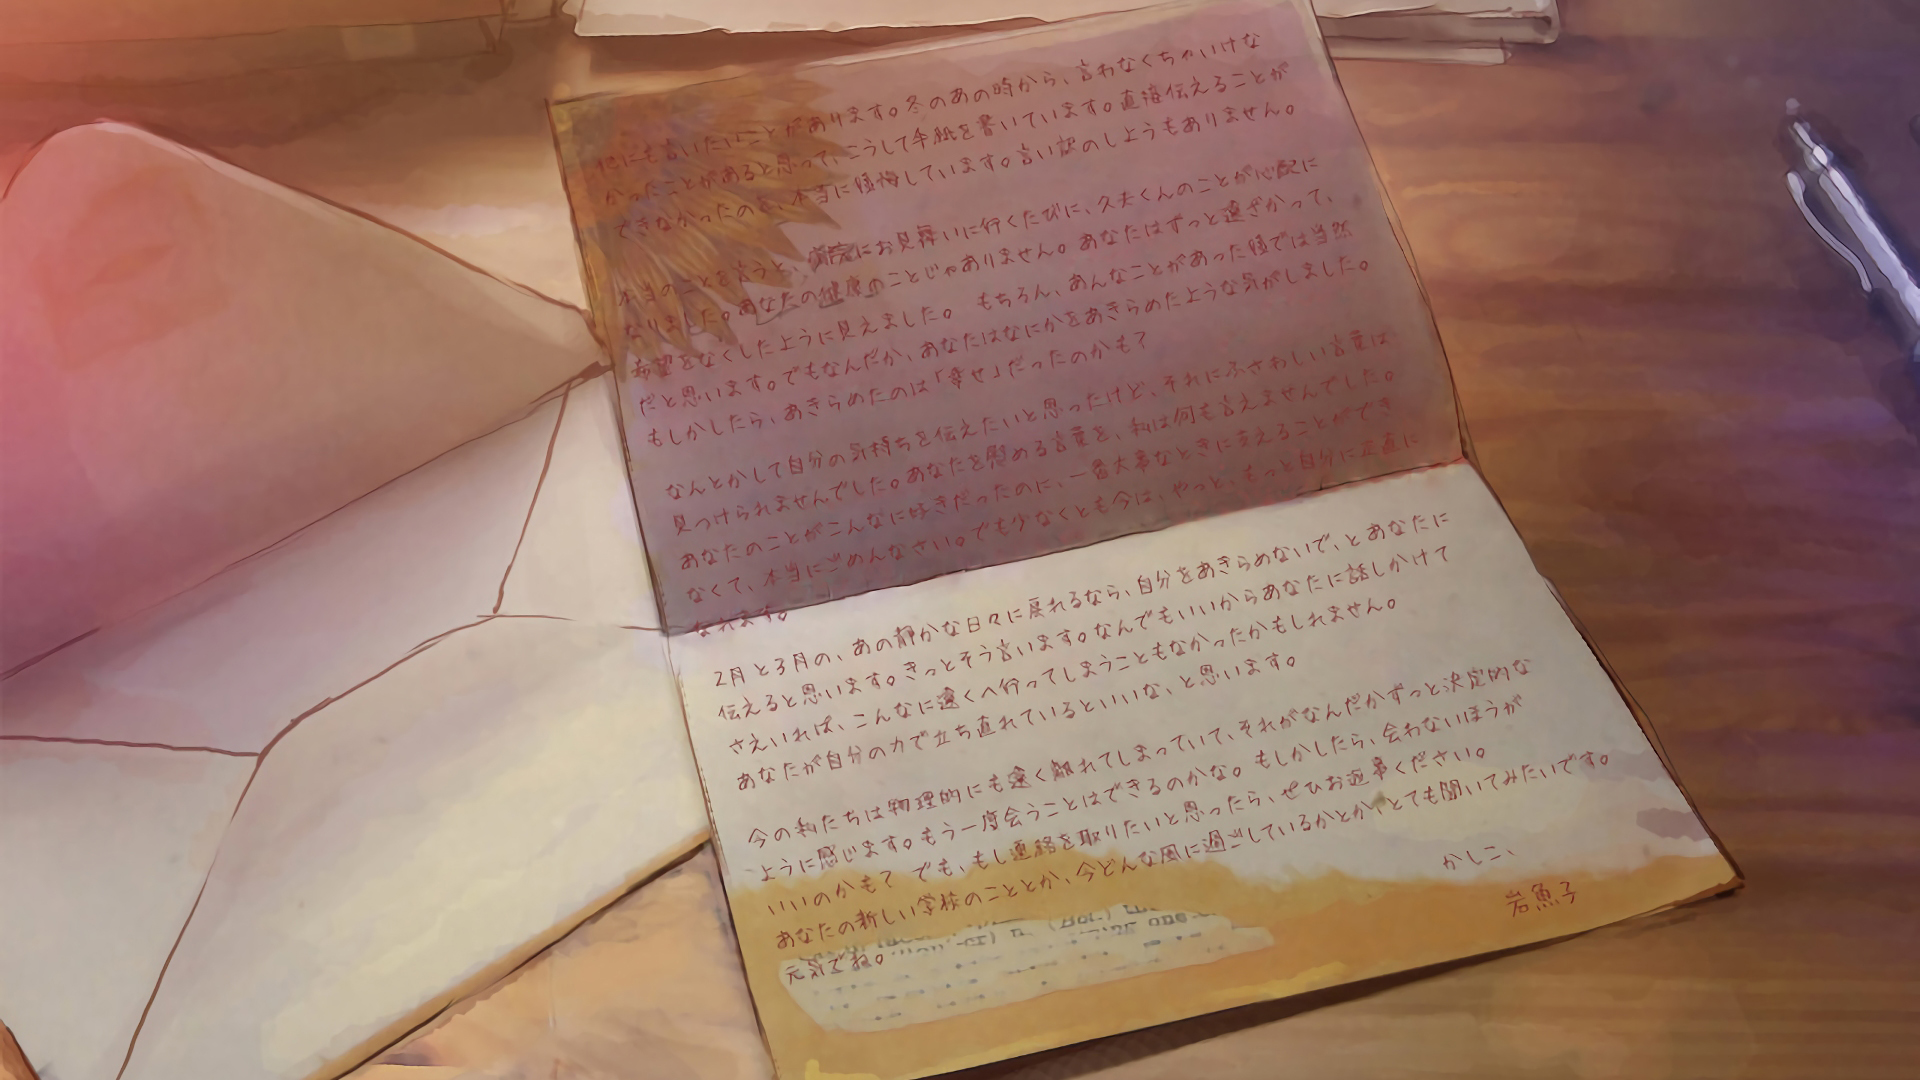 他にも言いたいことがあります。冬のあの時から、言わなくちゃいけな
かったことがあると思って、こうして手紙を書いています。直接伝えることが
できなかったのを、本当に後悔しています。言い訳のしようもありません。
本当のことを言うと、病院にお見舞いに行くたびに、久夫くんのことが心配に
なりました。あなたの健康のことじゃありません。あなたはずっと遠ざかって、
希望をなくしたように見えました。 もちろん、あんなことがあった後では当然
だと思います。でもなんだか、あなたはなにかをあきらめたような気がしました。
もしかしたら、あきらめたのは「幸せ」だったのかも?
なんとかして自分の気持ちを伝えたいと思ったけど、それにふさわしい言葉は
見つけられませんでした。あなたを慰める言葉を、私は何も言えませんでした。
あなたのことがこんなに好きだったのに、一番大事なときに支えることができ
なくて、本当にごめんなさい。でも少なくとも今は、やっと、もっと自分に正直に
なれます。
2月と3月の、あの静かな日々に戻れるなら、自分をあきらめないで、とあなたに
伝えると思います。きっとそう言います。なんでもいいからあなたに話しかけて
さえいれば、こんなに遠くへ行ってしまうこともなかったかもしれません。
あなたが自分の力で立ち直れているといいな、と思います。
今の私たちは物理的にも遠く離れてしまっていて、それがなんだかずっと決定的な
ように感じます。もう一度会うことはできるのかな。もしかしたら、会わないほうが
いいのかも? でも、もし連絡を取りたいと思ったら、ぜひお返事ください。
あなたの新しい学校のこととか、今どんな風に過ごしているかとか、とても聞いてみたいです。
元気でね。
かしこ、
岩魚子